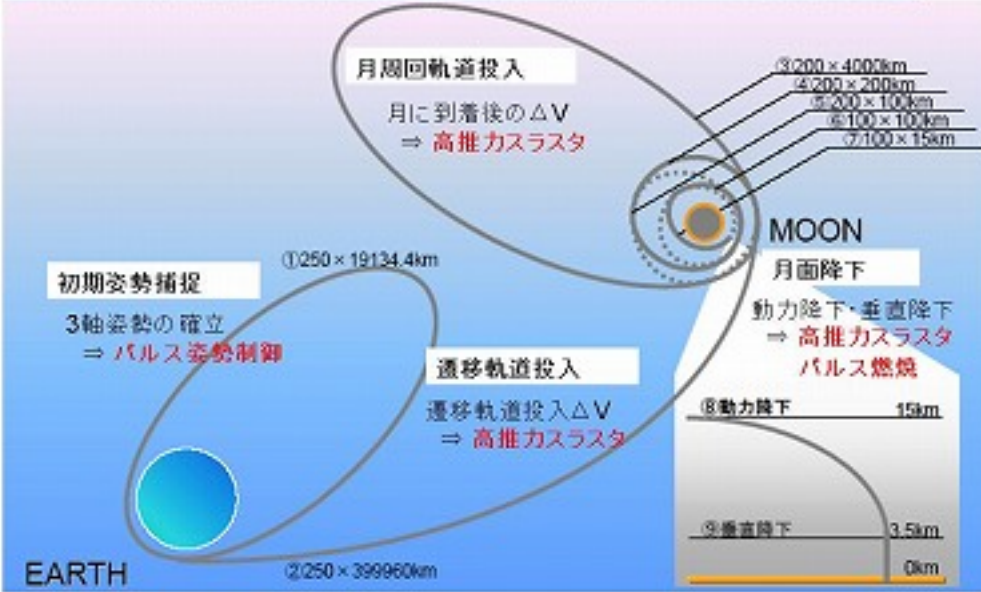 月周回軌道投入
月に到着後のΔV
⇒ 高推力スラスタ
③200×4000km
④200×200km
⑤200×100km
⑥100×100km
⑦100×15km
MOON
①250×19134.4km
初期姿勢捕捉
3軸姿勢の確立
⇒ パルス姿勢制御
月面降下
動力降下・垂直降下
⇒ 高推力スラスタ
パルス燃焼
遷移軌道投入
遷移軌道投入ΔV
⇒ 高推力スラスタ
⑧動力降下 15km
⑨垂直降下 3.5km
0km
EARTH
②250×399960km